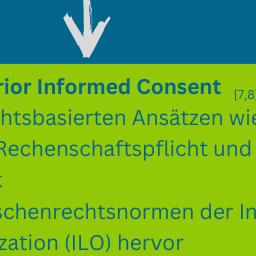 rior Informed Consent [7,8
htsbasierten Ansätzen wie
Rechenschaftspflicht und
t
schenrechtsnormen der In
zation (ILO) hervor